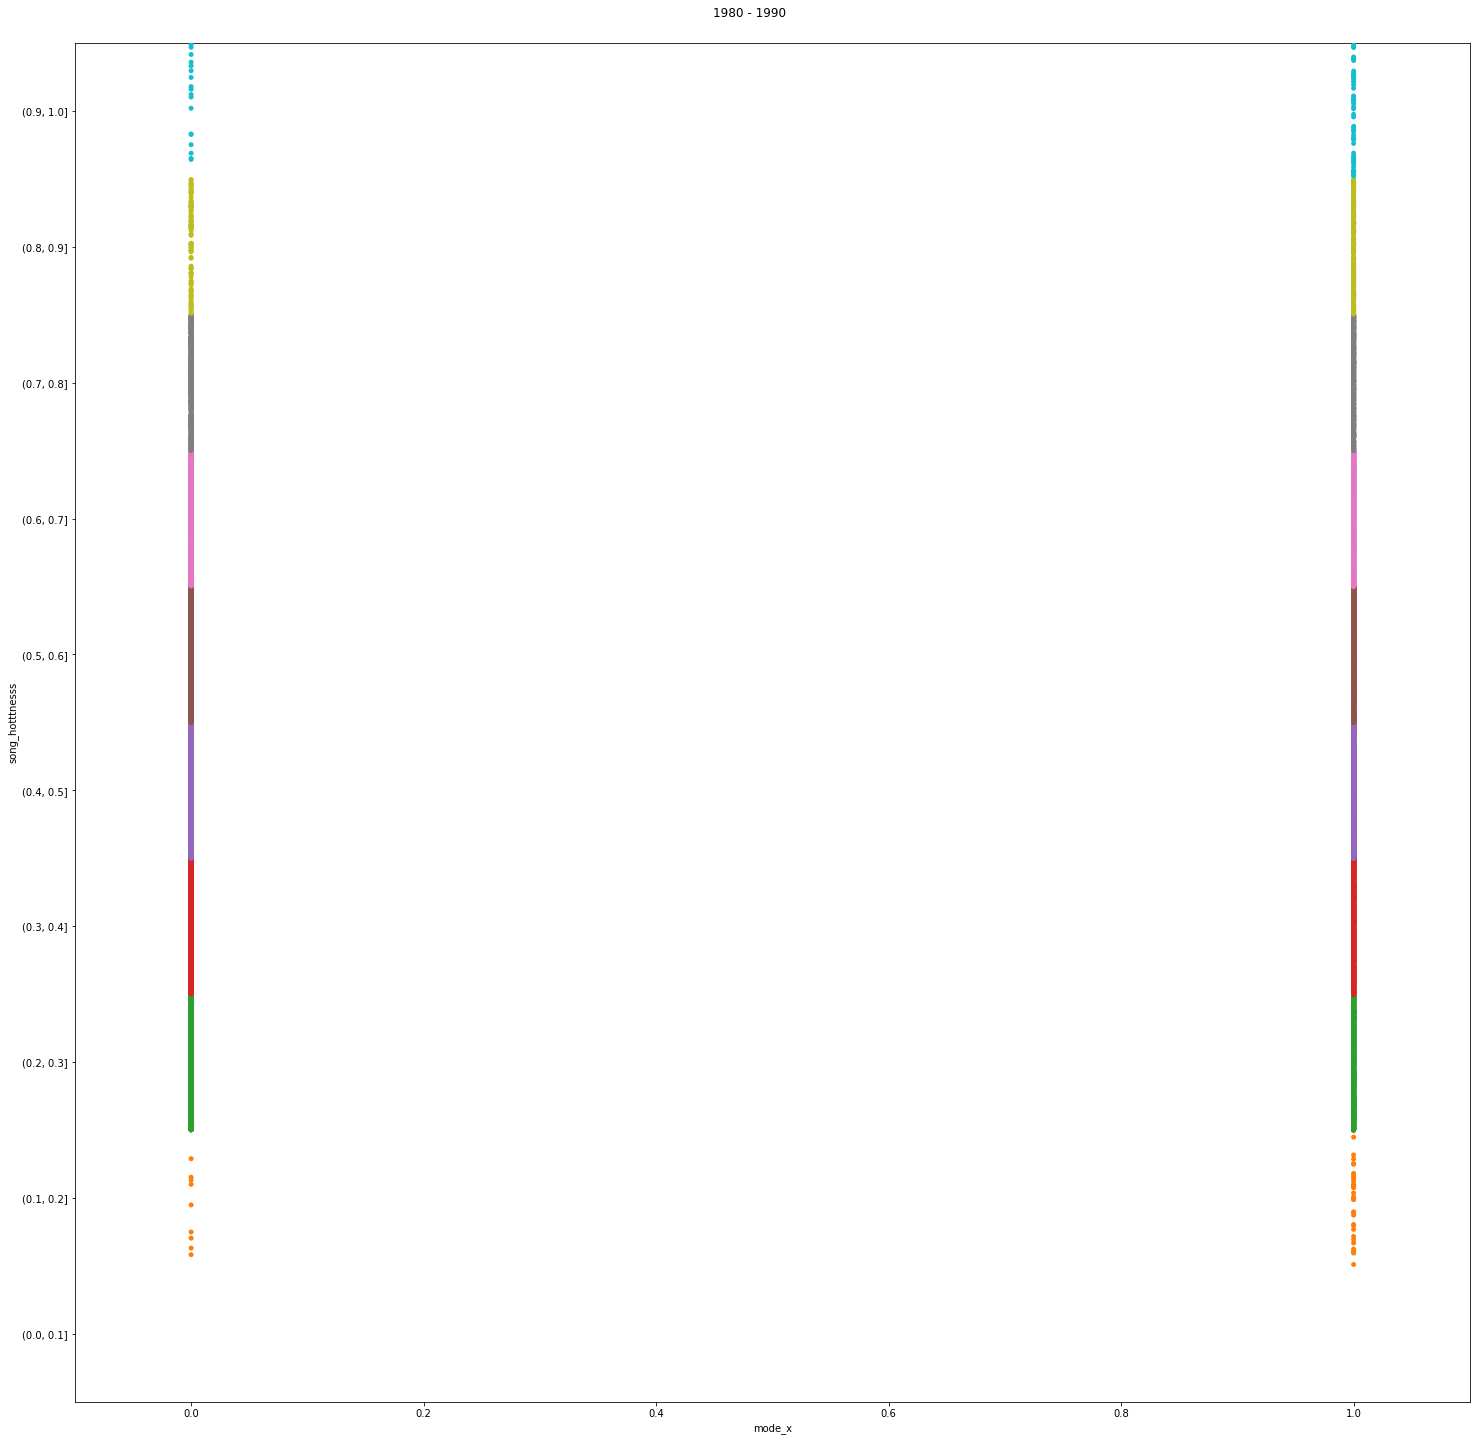 1980 - 1990
(0.9, 1.0]
(0.8, 0.9]
(0.7, 0.8]
(0.6, 0.7]
(0.5, 0.6]
(0.4, 0.5]
(0.3, 0.4]
(0.2, 0.3]
(0.1, 0.2]
(0.0, 0.1]
song_hotttnesss
0.0 0.2 0.4 0.6 0.8 1.0
mode_x